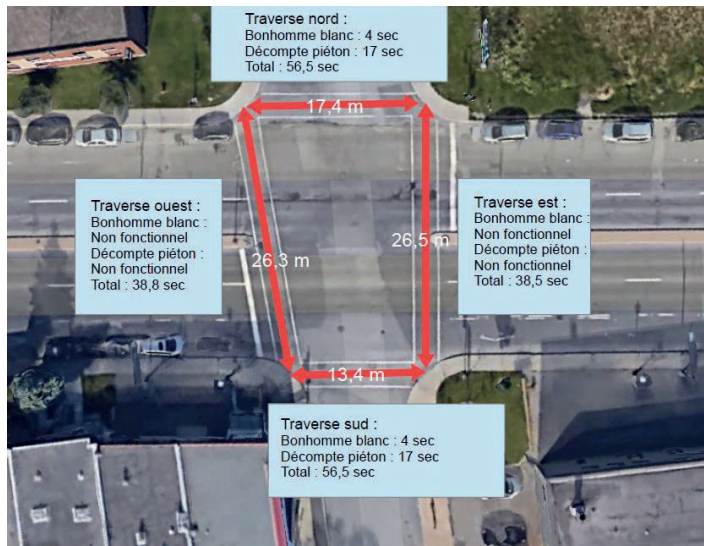 Traverse nord :
Bonhomme blanc : 4 sec
Décompte piéton : 17 sec
Total : 56,5 sec
17,4 m
Traverse ouest :
Bonhomme blanc :
Non fonctionnel
Décompte piéton :
Non fonctionnel
Total : 38,8 sec
26,3 m
26,5 m
Traverse est :
Bonhomme blanc :
Non fonctionnel
Décompte piéton :
Non fonctionnel
Total : 38,5 sec
13,4 m
Traverse sud :
Bonhomme blanc : 4 sec
Décompte piéton : 17 sec
Total : 56,5 sec